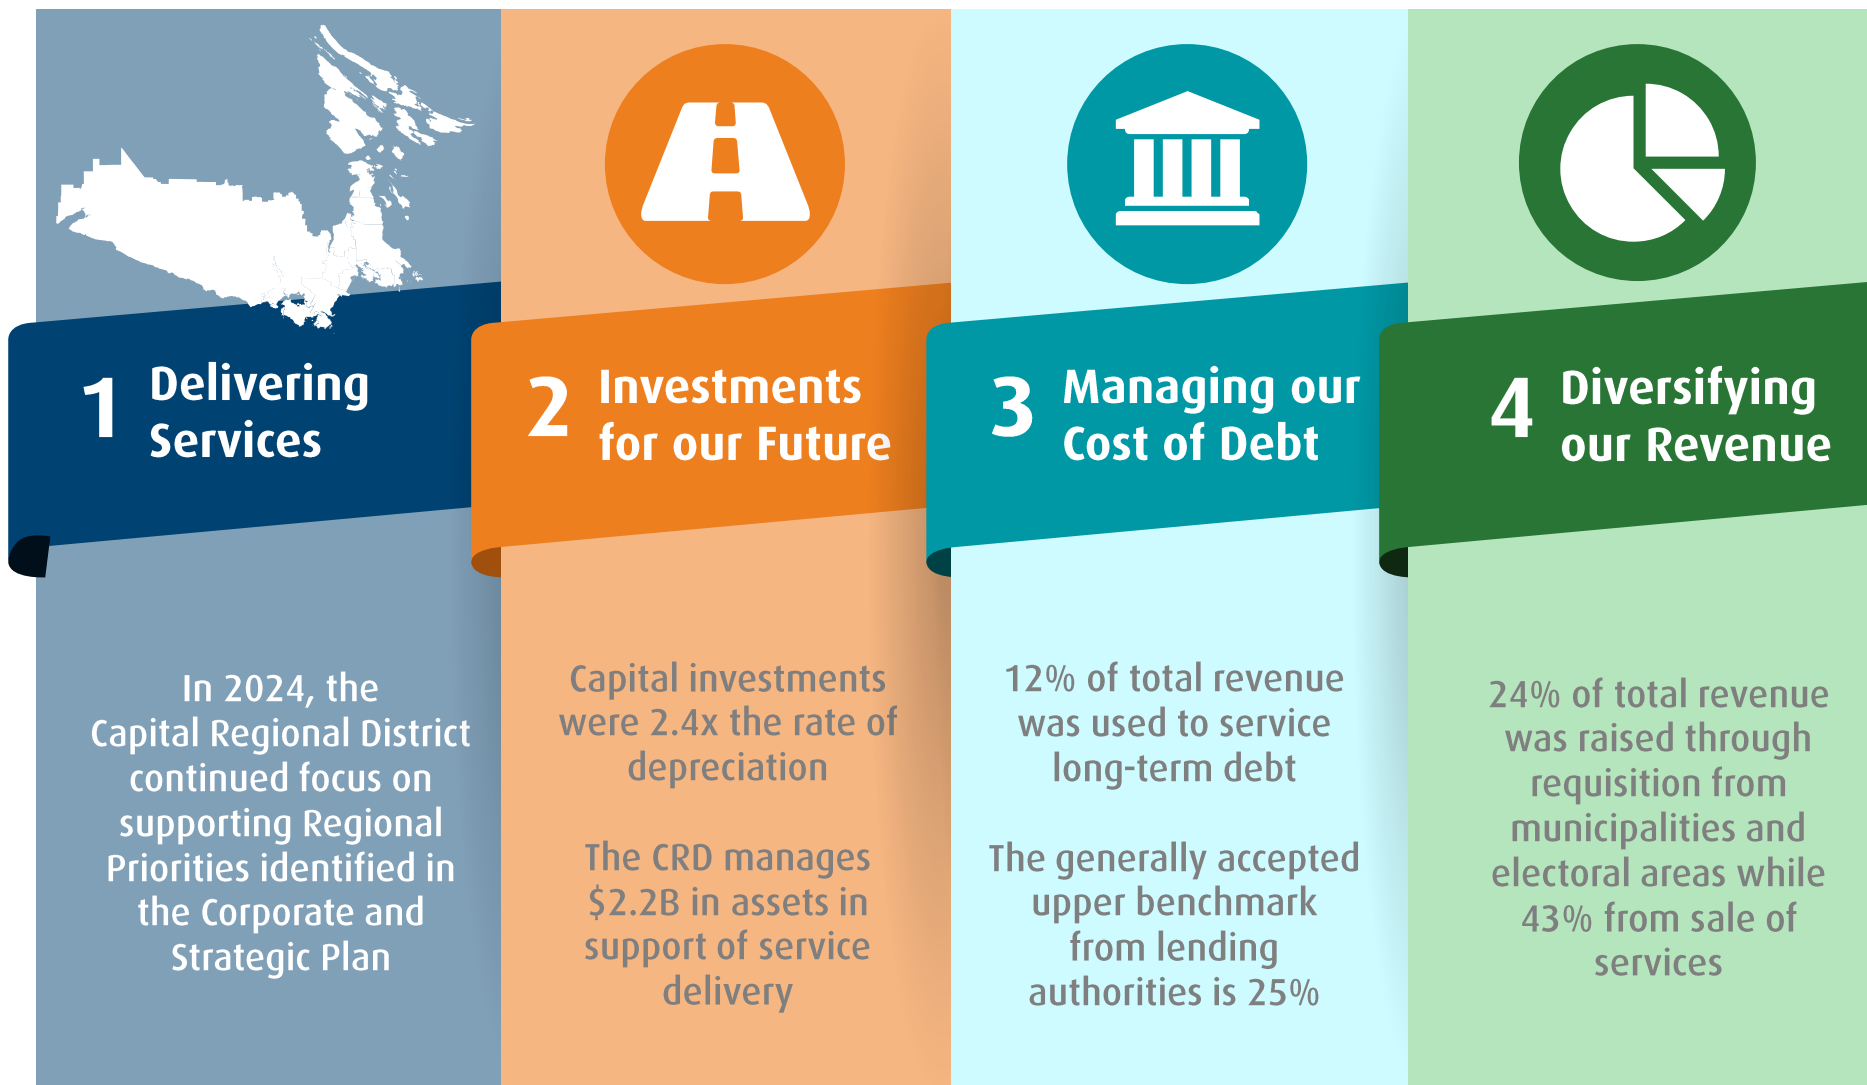 1 Delivering
Services
In 2024, the
Capital Regional District
continued focus on
supporting Regional
Priorities identified in
the Corporate and
Strategic Plan
2 Investments
for our Future
Capital investments
were 2.4x the rate of
depreciation
The CRD manages
$2.2B in assets in
support of service
delivery
3 Managing our
Cost of Debt
12% of total revenue
was used to service
long-term debt
The generally accepted
upper benchmark
from lending
authorities is 25%
4 Diversifying
our Revenue
24% of total revenue
was raised through
requisition from
municipalities and
electoral areas while
43% from sale of
services